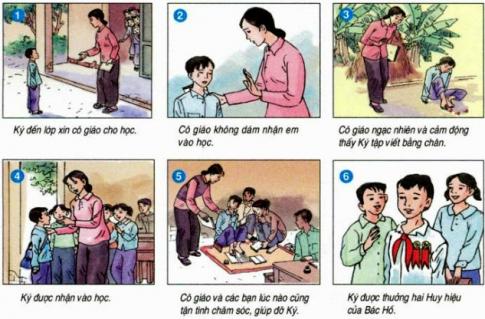 1
Ký đến lớp xin cô giáo cho học.
2
Cô giáo không dám nhận em
vào học.
3
Cô giáo ngạc nhiên và cảm động
thấy Ký tập viết bằng chân.
4
Ký được nhận vào học.
5
Cô giáo và các bạn lúc nào cũng
tận tình chăm sóc, giúp đỡ Ký.
6
Ký được thưởng hai Huy hiệu
của Bác Hồ.